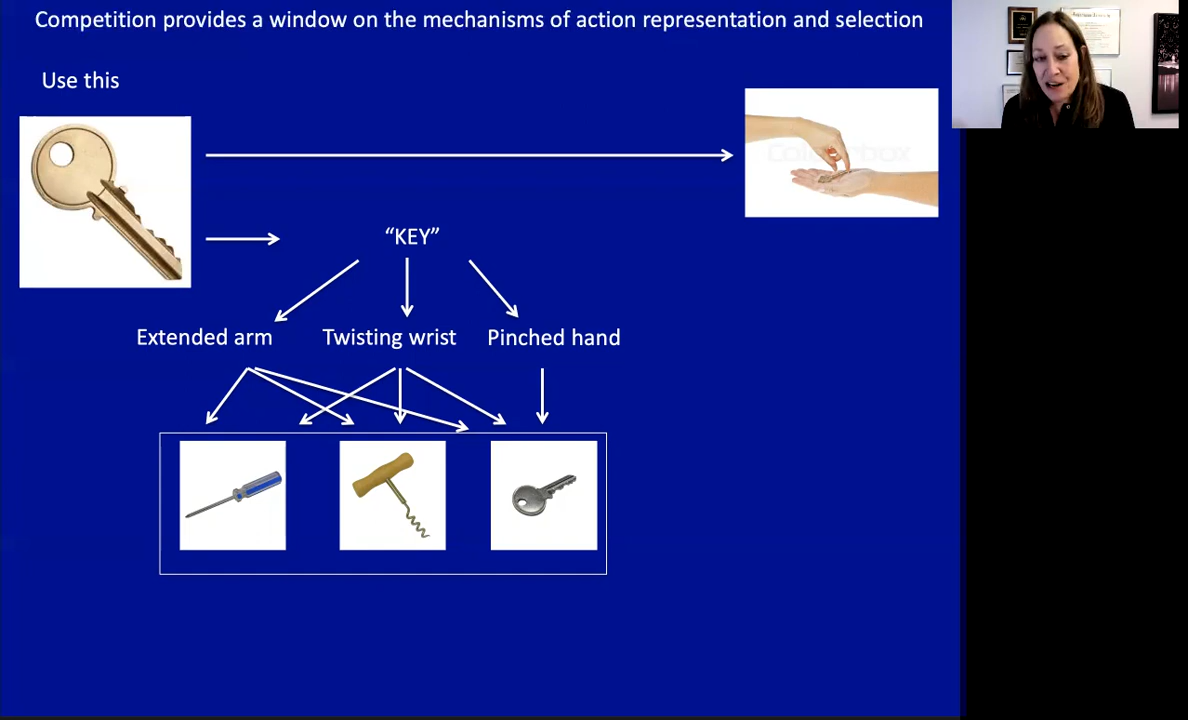 Competition provides a window on the mechanisms of action representation and selection
Use this
“KEY”
Extended arm
Twisting wrist
Pinched hand